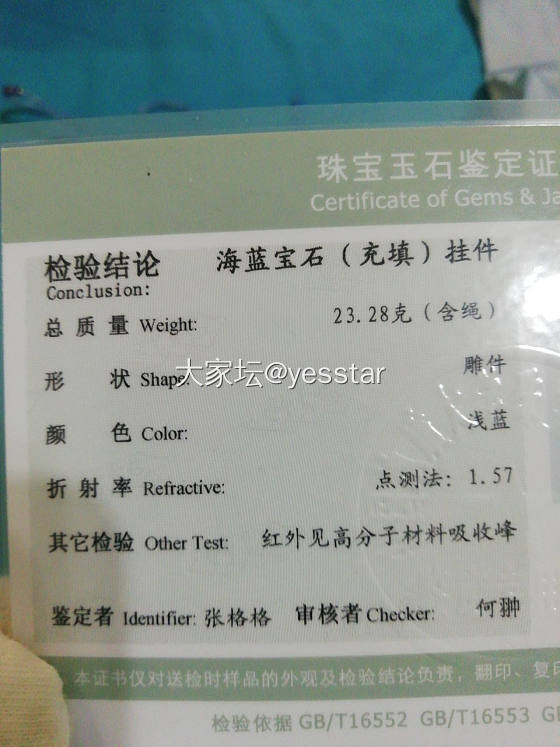 珠宝玉石鉴定证
Certificate of Gems & Ja
检验结论 海蓝宝石（充填）挂件
Conclusion:
总质量 Weight: 23.28克（含绳）
形状 Shape: 雕件
大家坛@yesstar
颜色 Color: 浅蓝
折射率 Refractive: 点测法: 1.57
其它检验 Other Test: 红外见高分子材料吸收峰
鉴定者 Identifier: 张格格 审核者 Checker: 何翀
本证书仅对送检时样品的外观及检验结论负责，翻印、复印
检验依据 GB/T16552 GB/T16553 GB